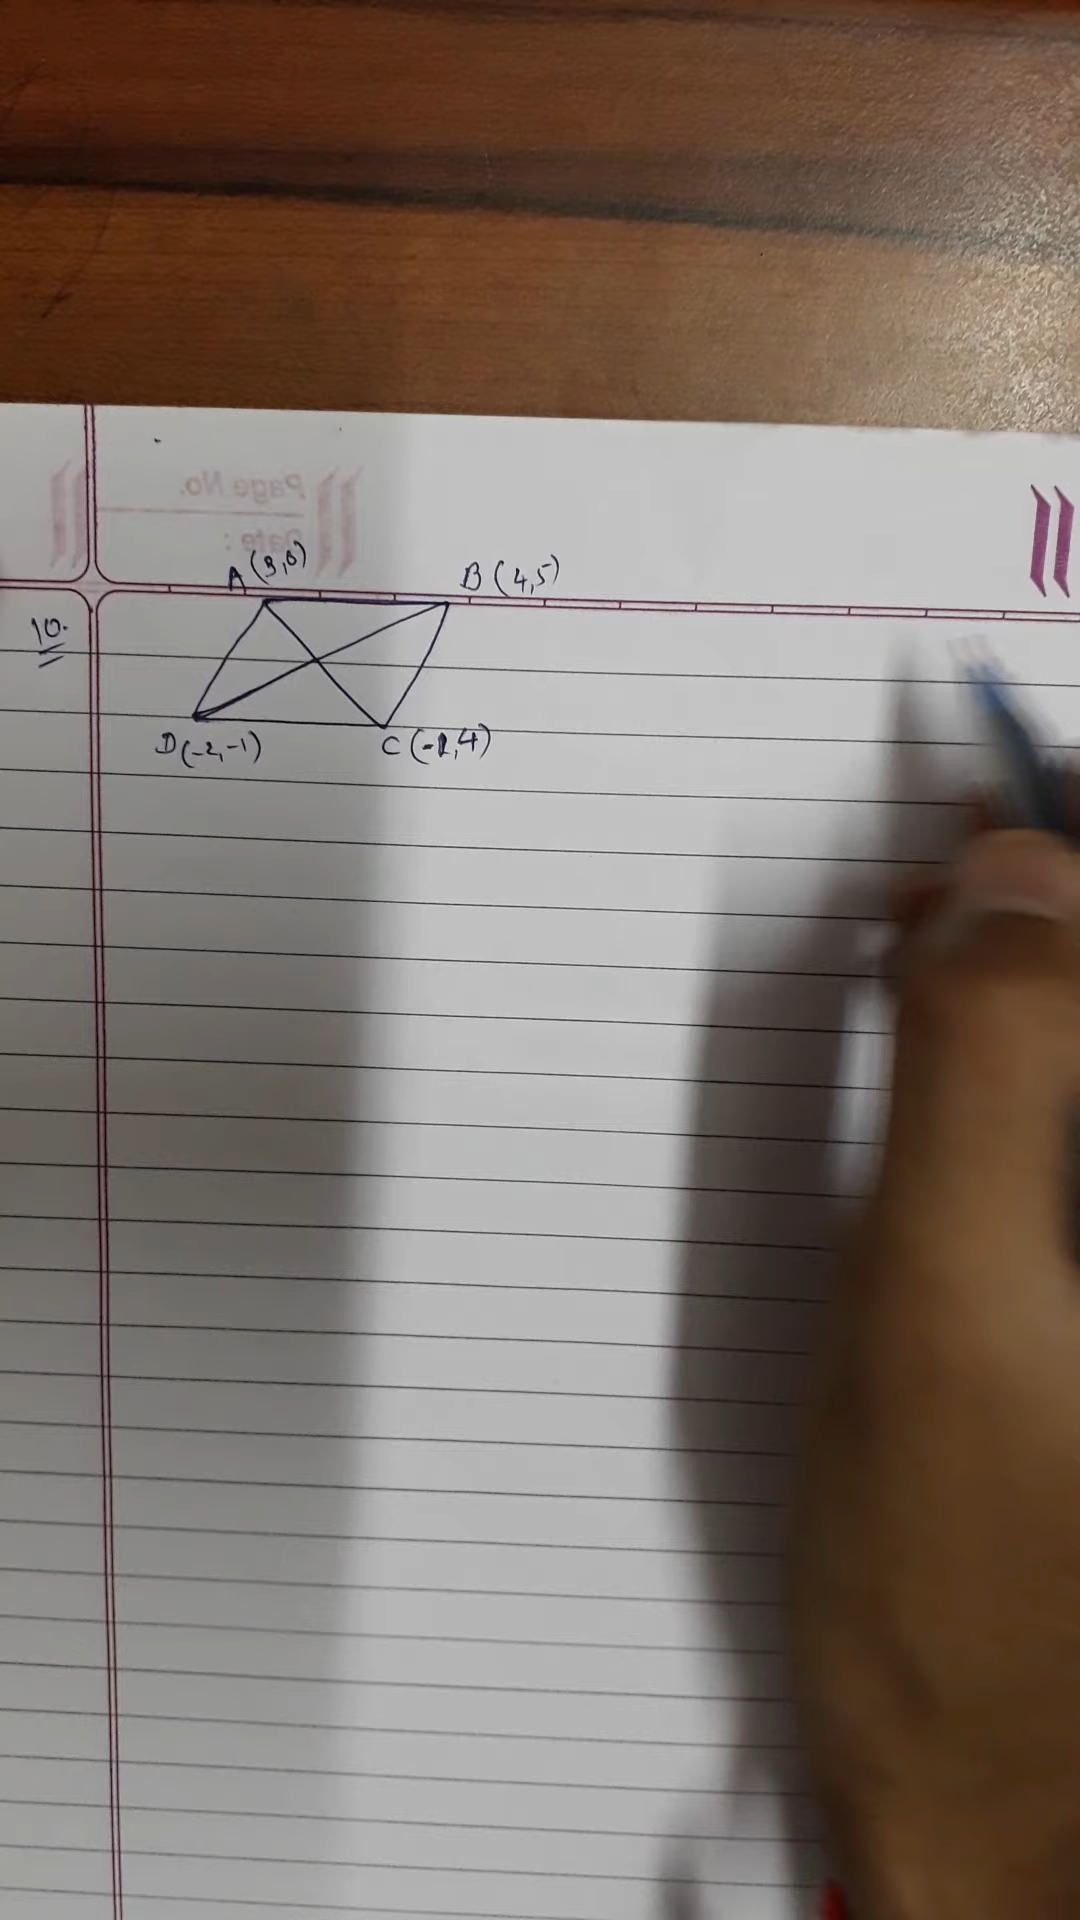 Page No.
Date :
A (3,0) B (4,5)
10.
D(-2,-1) C (-1,4)